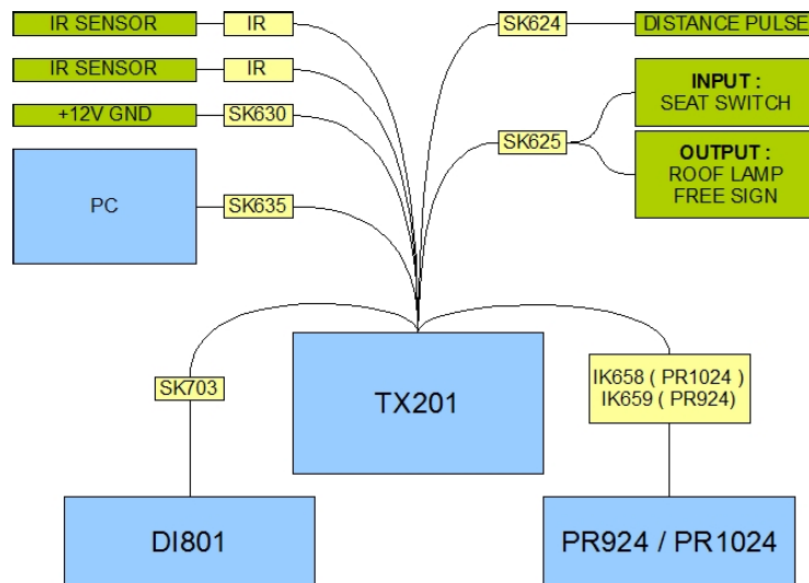 IR SENSOR
IR
SK624
DISTANCE PULSE
IR SENSOR
IR
INPUT :
SEAT SWITCH
+12V GND
SK630
SK625
OUTPUT :
ROOF LAMP
FREE SIGN
PC
SK635
SK703
TX201
IK658 ( PR1024 )
IK659 ( PR924)
DI801
PR924 / PR1024